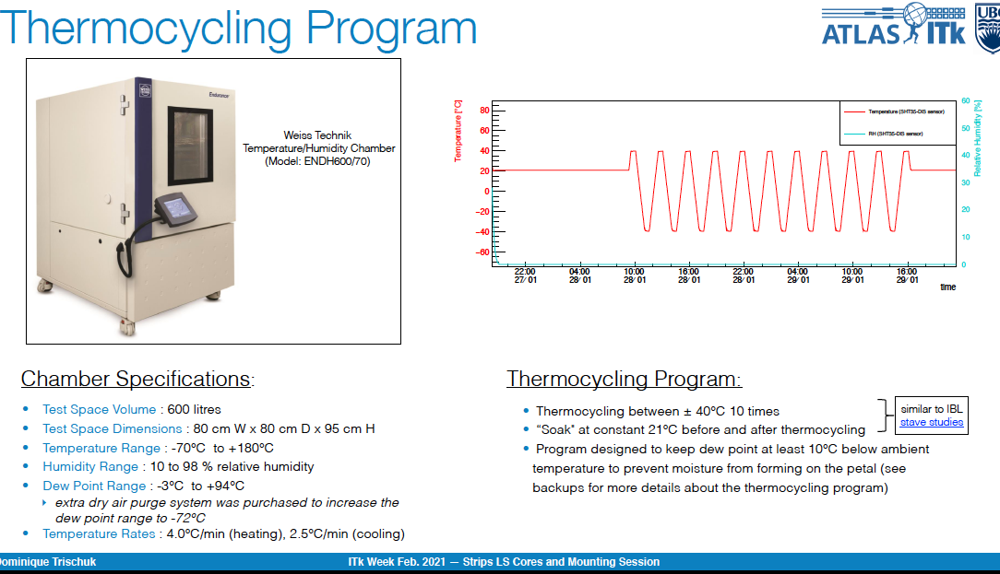 Thermocycling Program
ATLAS ITk
UBC
Endurance
Weiss Technik
Temperature/Humidity Chamber
(Model: ENDH600/70)
Temperature [°C]
80
60
40
20
0
−20
−40
−60
Temperature (SHT35-DIS sensor)
RH (SHT35-DIS sensor)
60
50
40
30
20
10
0
Relative Humidity [%]
22:00 04:00 10:00 16:00 22:00 04:00 10:00 16:00
27/01 28/01 28/01 28/01 28/01 29/01 29/01 29/01
time
Chamber Specifications:
• Test Space Volume : 600 litres
• Test Space Dimensions : 80 cm W x 80 cm D x 95 cm H
• Temperature Range : -70ºC to +180ºC
• Humidity Range : 10 to 98 % relative humidity
• Dew Point Range : -3ºC to +94ºC
‣ extra dry air purge system was purchased to increase the
dew point range to -72ºC
• Temperature Rates : 4.0ºC/min (heating), 2.5ºC/min (cooling)
Thermocycling Program:
• Thermocycling between ± 40ºC 10 times
• “Soak" at constant 21ºC before and after thermocycling
• Program designed to keep dew point at least 10ºC below ambient
temperature to prevent moisture from forming on the petal (see
backups for more details about the thermocycling program)
similar to IBL
stave studies
Dominique Trischuk
ITk Week Feb. 2021 — Strips LS Cores and Mounting Session